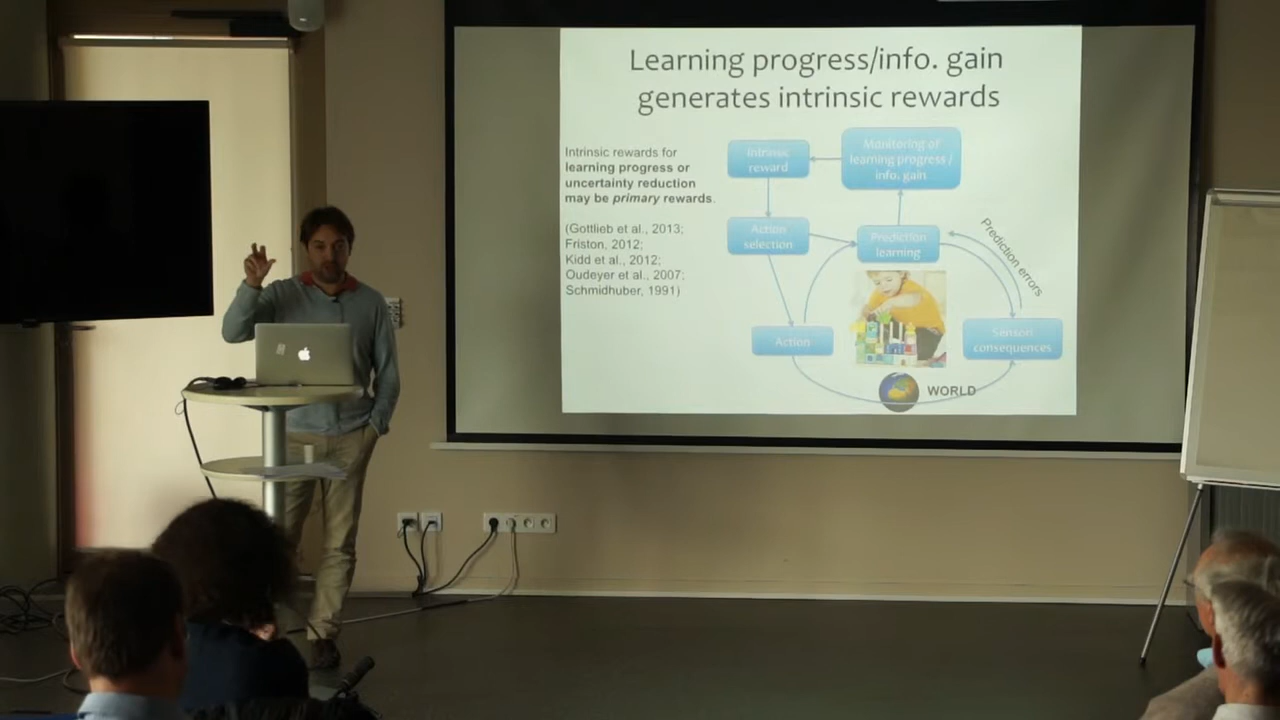 Learning progress/info. gain
generates intrinsic rewards
Intrinsic rewards for
learning progress or
uncertainty reduction
may be primary rewards.
(Gottlieb et al., 2013;
Friston, 2012;
Kidd et al., 2012;
Oudeyer et al., 2007;
Schmidhuber, 1991)
Intrinsic
reward
Monitoring of
learning progress /
info. gain
Action
selection
Prediction
learning
Prediction errors
Action
Sensori
consequences
WORLD